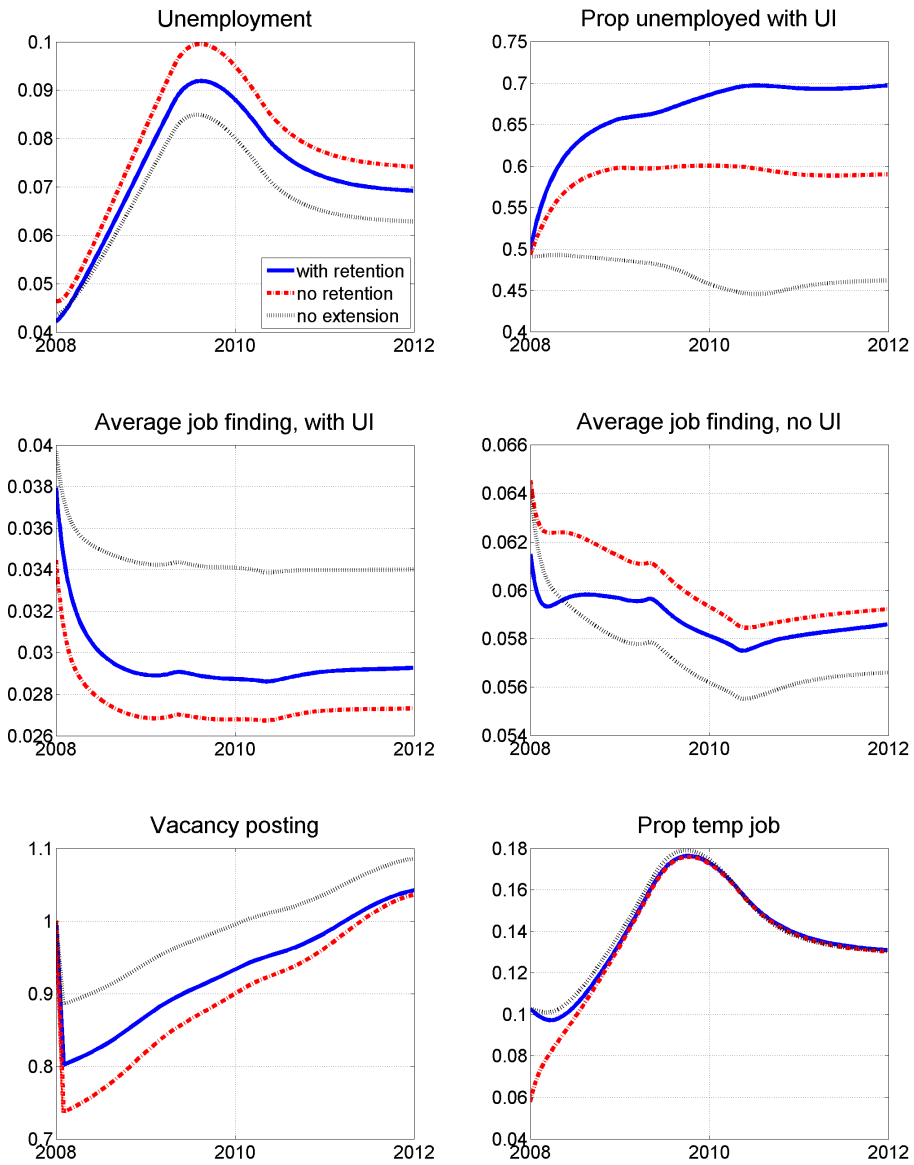 Unemployment
0.1
0.09
0.08
0.07
0.06
0.05
0.04
2008 2010 2012
with retention
no retention
no extension
Prop unemployed with UI
0.75
0.7
0.65
0.6
0.55
0.5
0.45
0.4
2008 2010 2012
Average job finding, with UI
0.04
0.038
0.036
0.034
0.032
0.03
0.028
0.026
2008 2010 2012
Average job finding, no UI
0.066
0.064
0.062
0.06
0.058
0.056
0.054
2008 2010 2012
Vacancy posting
1.1
1
0.9
0.8
0.7
2008 2010 2012
Prop temp job
0.18
0.16
0.14
0.12
0.1
0.08
0.06
0.04
2008 2010 2012